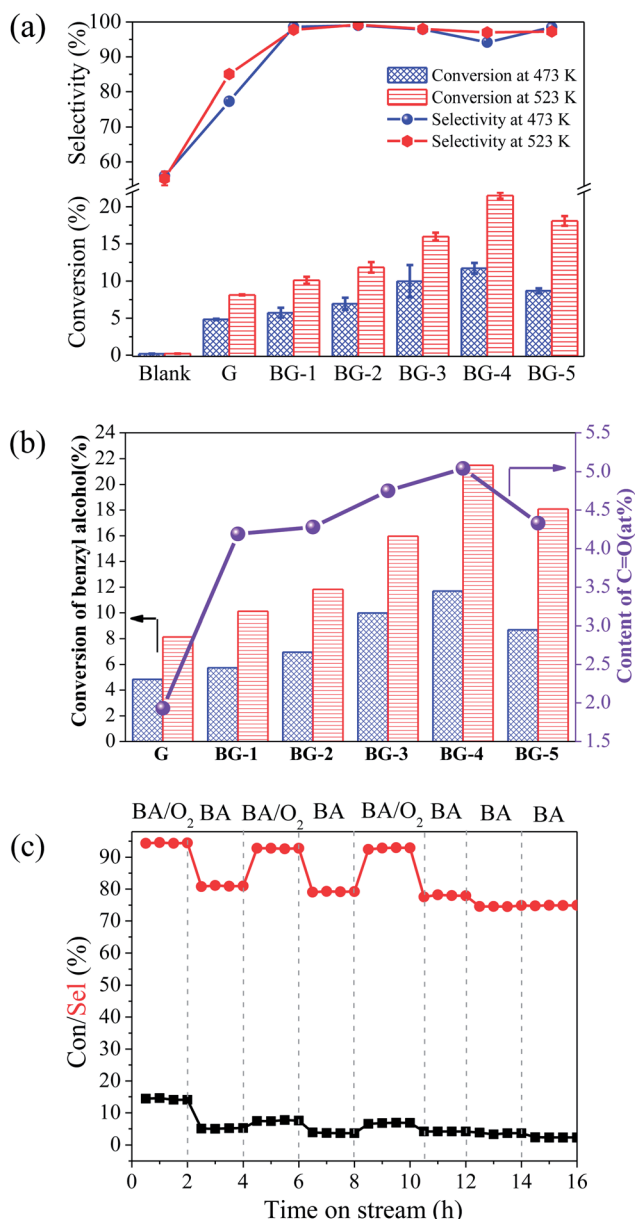 (a)
Selectivity (%)
Conversion (%)
100
90
80
70
60
20
15
10
5
0
Conversion at 473 K
Conversion at 523 K
Selectivity at 473 K
Selectivity at 523 K
Blank G BG-1 BG-2 BG-3 BG-4 BG-5
(b)
Conversion of benzyl alcohol(%)
24
22
20
18
16
14
12
10
8
6
4
2
0
5.5
5.0
4.5
4.0
3.5
3.0
2.5
2.0
1.5
Content of C=O(at%)
G BG-1 BG-2 BG-3 BG-4 BG-5
(c)
BA/O2 BA BA/O2 BA BA/O2 BA BA BA
Con/Sel (%)
90
80
70
60
50
40
30
20
10
0
0 2 4 6 8 10 12 14 16
Time on stream (h)